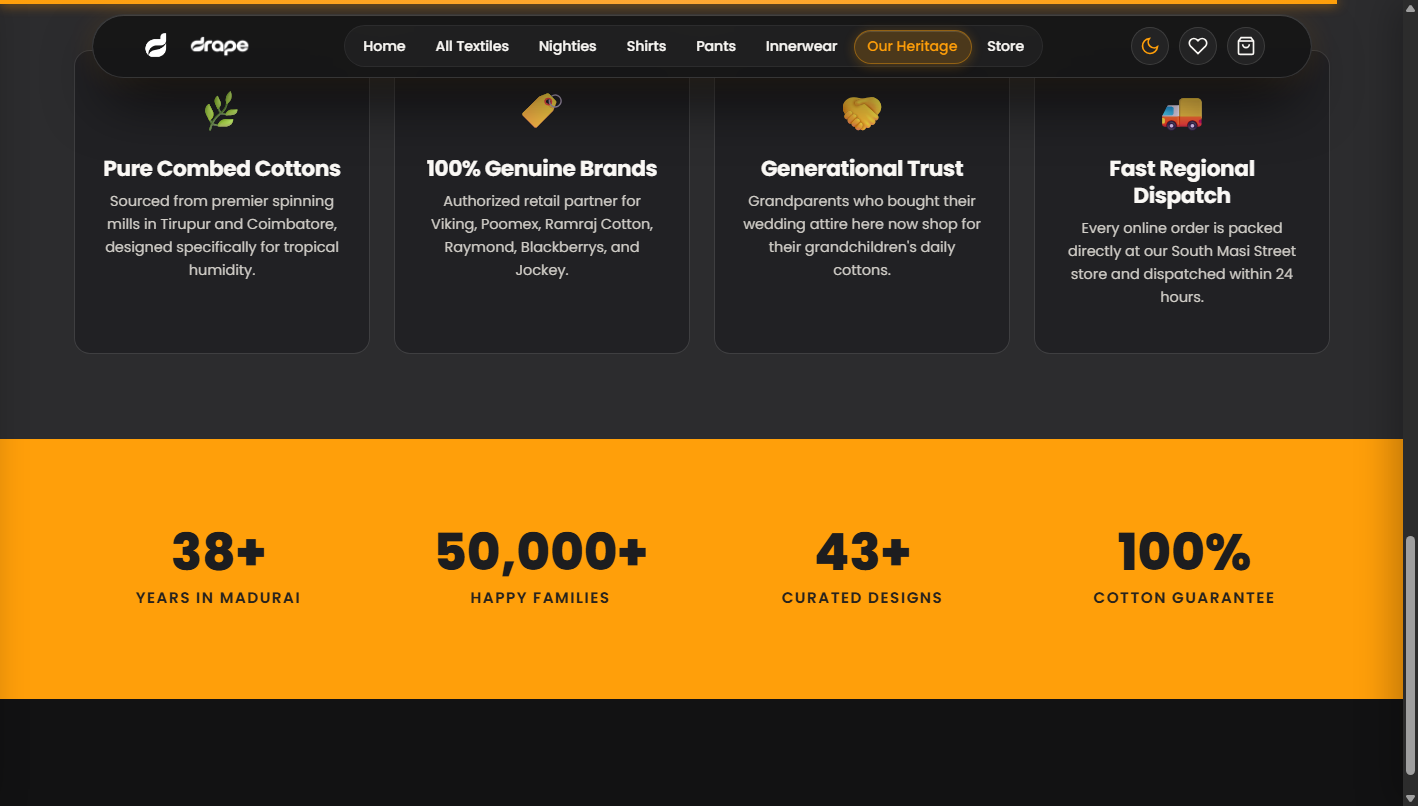 drape
Home All Textiles Nighties Shirts Pants Innerwear Our Heritage Store
Pure Combed Cottons
Sourced from premier spinning
mills in Tirupur and Coimbatore,
designed specifically for tropical
humidity.
100% Genuine Brands
Authorized retail partner for
Viking, Poomex, Ramraj Cotton,
Raymond, Blackberrys, and
Jockey.
Generational Trust
Grandparents who bought their
wedding attire here now shop for
their grandchildren's daily
cottons.
Fast Regional
Dispatch
Every online order is packed
directly at our South Masi Street
store and dispatched within 24
hours.
38+
YEARS IN MADURAI
50,000+
HAPPY FAMILIES
43+
CURATED DESIGNS
100%
COTTON GUARANTEE